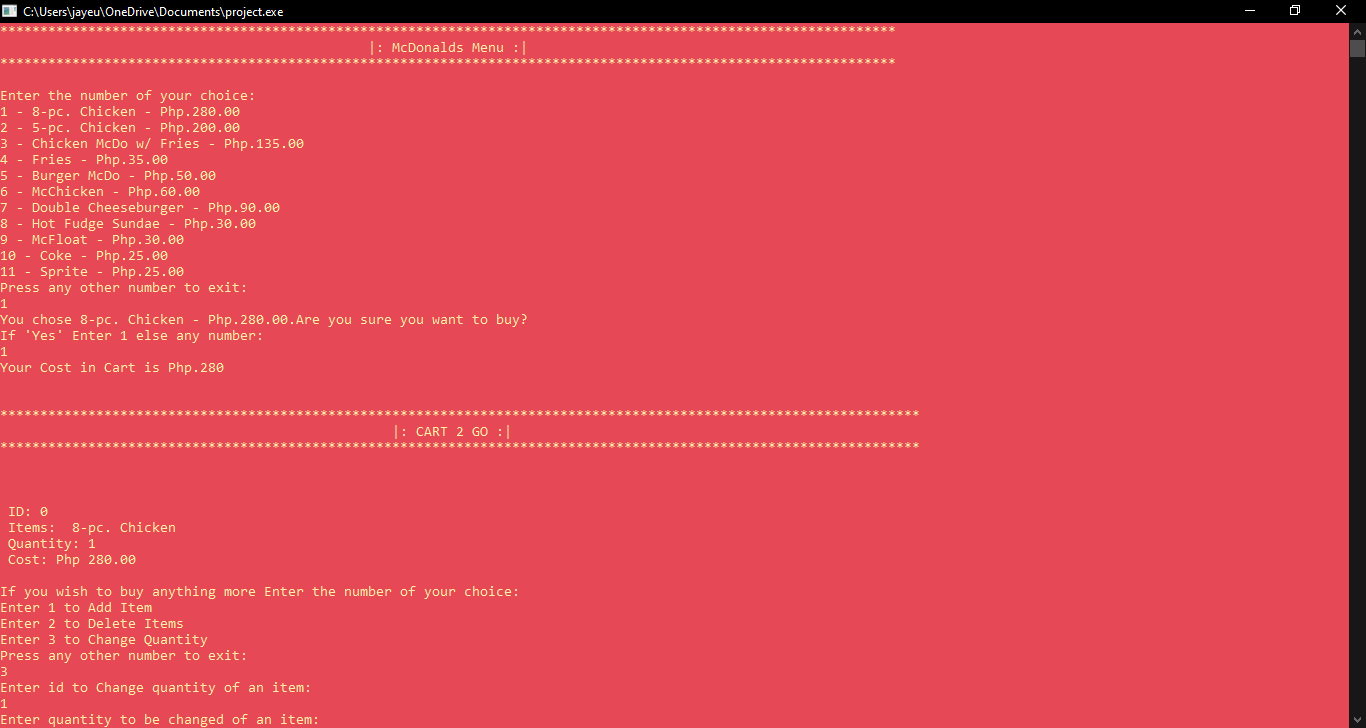 C:\Users\jayeu\OneDrive\Documents\project.exe
****************************************************************************************************************
|: McDonalds Menu :|
****************************************************************************************************************
Enter the number of your choice:
1 - 8-pc. Chicken - Php.280.00
2 - 5-pc. Chicken - Php.200.00
3 - Chicken McDo w/ Fries - Php.135.00
4 - Fries - Php.35.00
5 - Burger McDo - Php.50.00
6 - McChicken - Php.60.00
7 - Double Cheeseburger - Php.90.00
8 - Hot Fudge Sundae - Php.30.00
9 - McFloat - Php.30.00
10 - Coke - Php.25.00
11 - Sprite - Php.25.00
Press any other number to exit:
1
You chose 8-pc. Chicken - Php.280.00.Are you sure you want to buy?
If 'Yes' Enter 1 else any number:
1
Your Cost in Cart is Php.280
*******************************************************************************************************************
|: CART 2 GO :|
*******************************************************************************************************************
ID: 0
Items:  8-pc. Chicken
Quantity: 1
Cost: Php 280.00
If you wish to buy anything more Enter the number of your choice:
Enter 1 to Add Item
Enter 2 to Delete Items
Enter 3 to Change Quantity
Press any other number to exit:
3
Enter id to Change quantity of an item:
1
Enter quantity to be changed of an item: